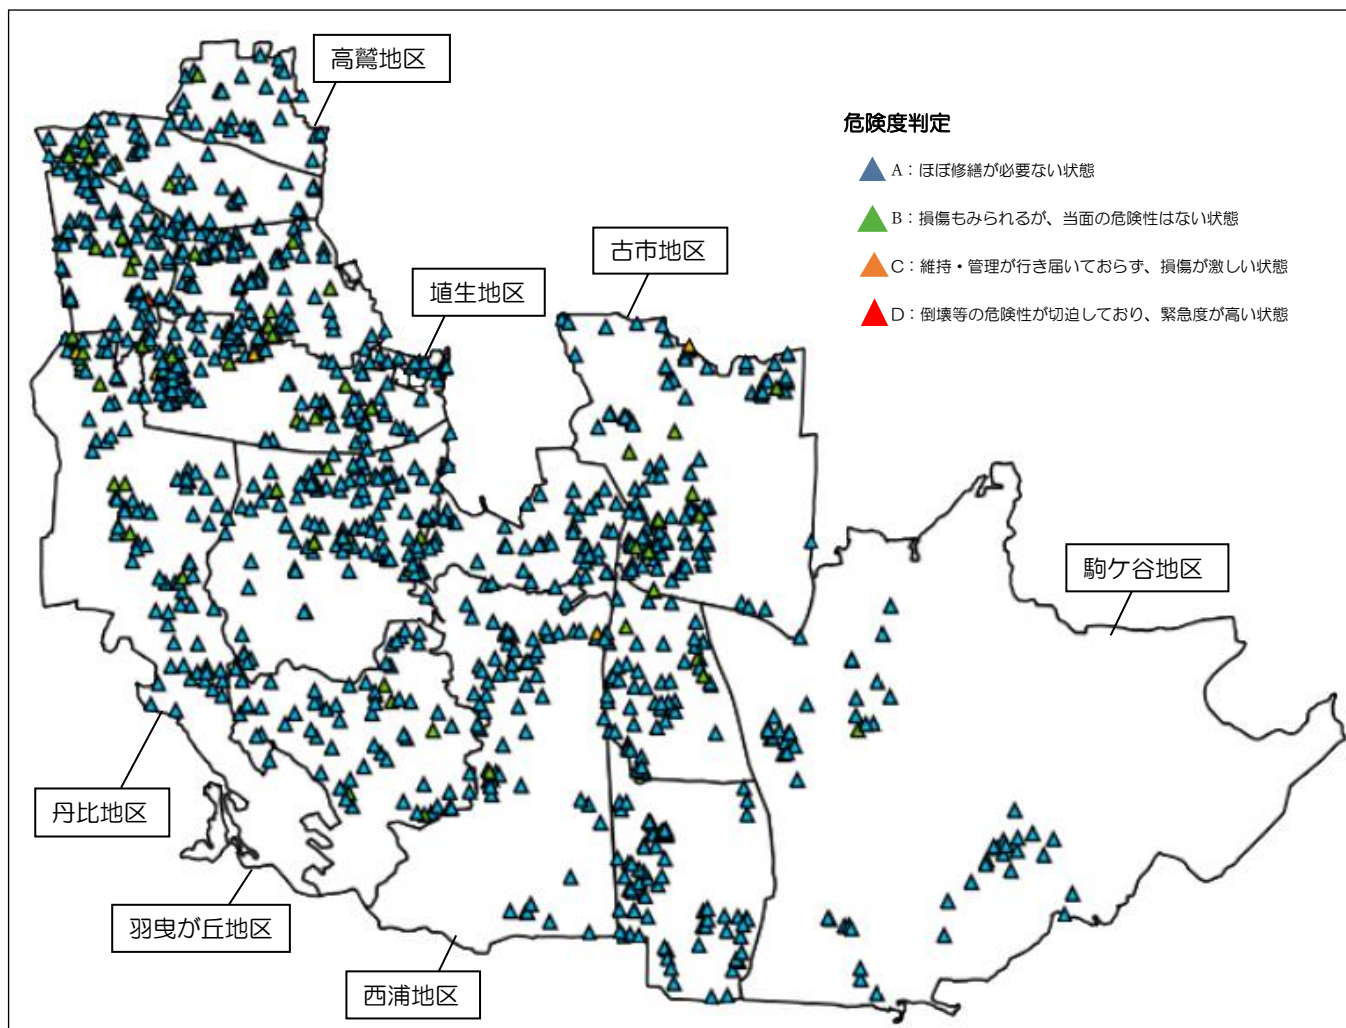 高鷲地区
危険度判定
A：ほぼ修繕が必要ない状態
B：損傷もみられるが、当面の危険性はない状態
古市地区
C：維持・管理が行き届いておらず、損傷が激しい状態
埴生地区
D：倒壊等の危険性が切迫しており、緊急度が高い状態
駒ケ谷地区
丹比地区
羽曳が丘地区
西浦地区